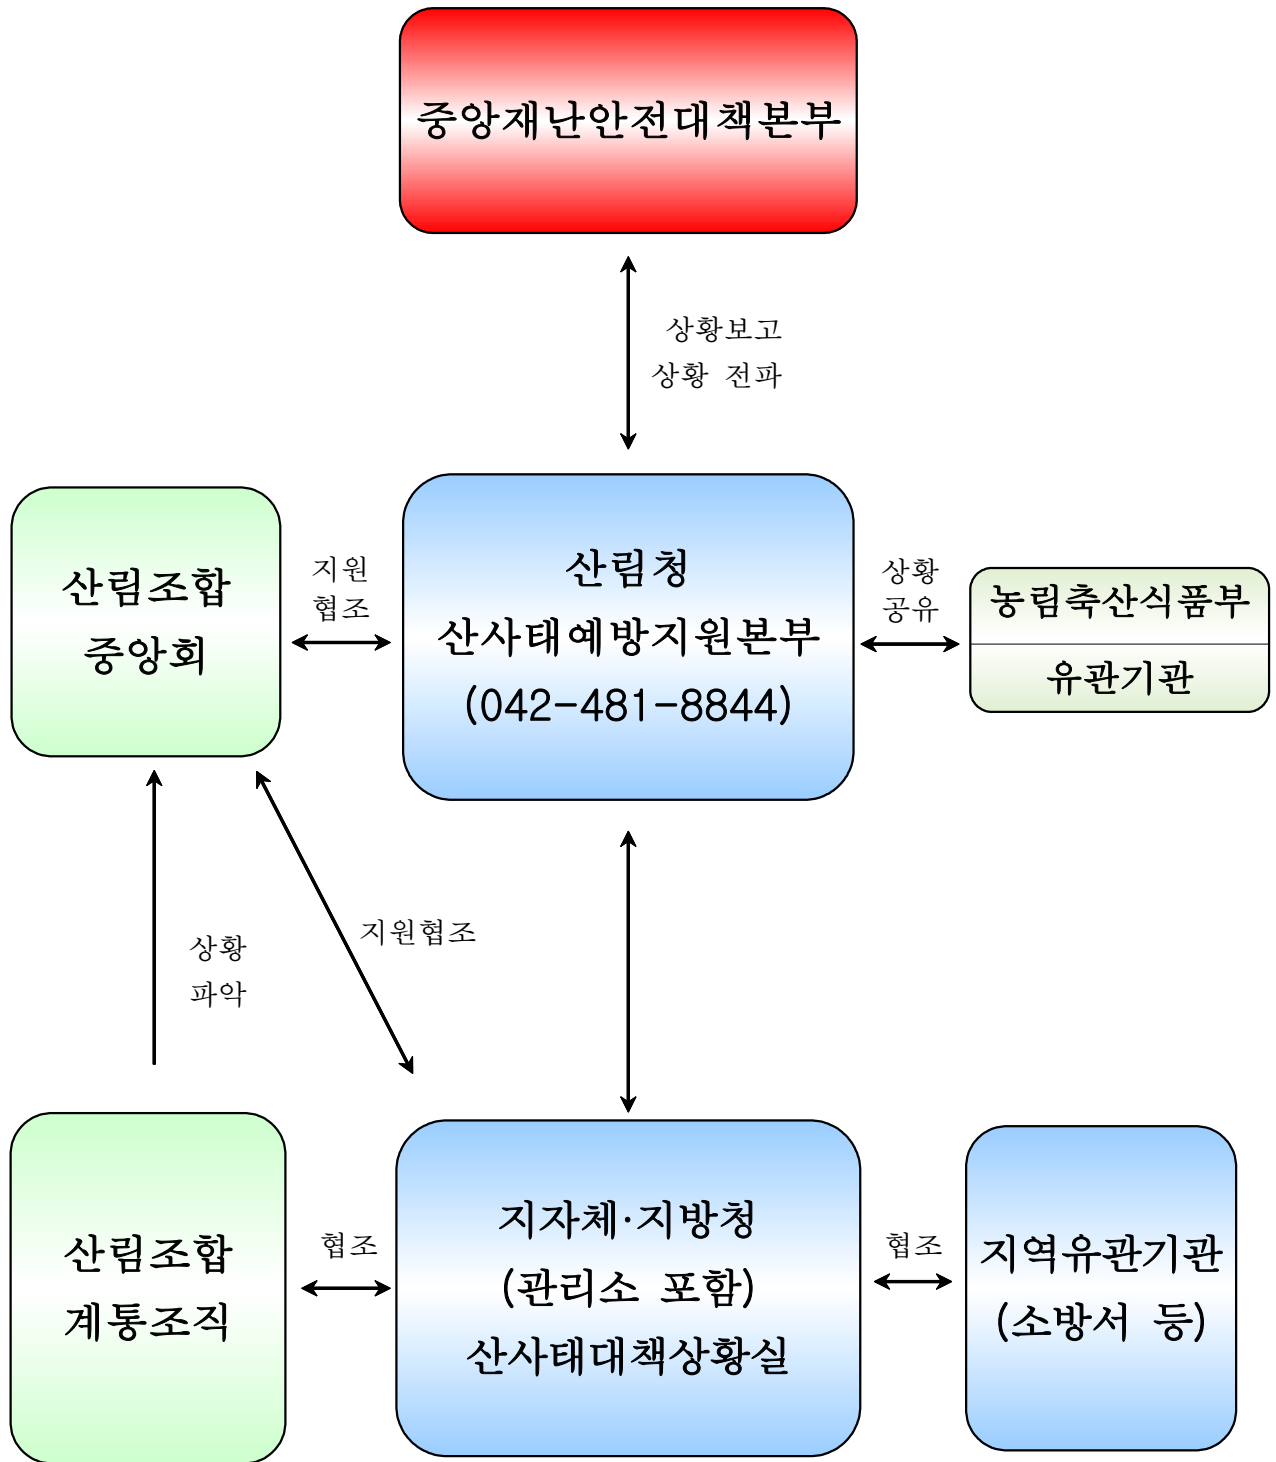 중앙재난안전대책본부
상황보고
상황 전파
산림조합
중앙회
지원
협조
산림청
산사태예방지원본부
(042-481-8844)
상황
공유
농림축산식품부
유관기관
상황
파악
지원협조
산림조합
계통조직
협조
지자체·지방청
(관리소 포함)
산사태대책상황실
협조
지역유관기관
(소방서 등)